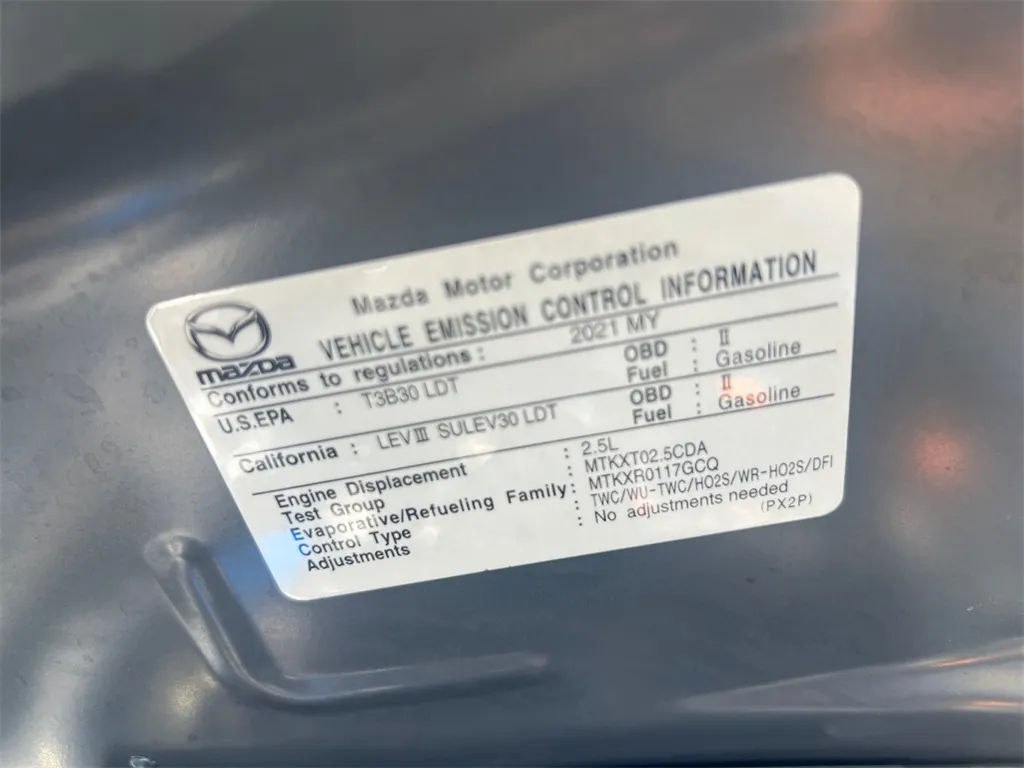 Mazda Motor Corporation
mazda
VEHICLE EMISSION CONTROL INFORMATION
Conforms to regulations : 2021 MY
U.S.EPA : T3B30 LDT OBD : II
Fuel : Gasoline
California : LEVIII SULEV30 LDT OBD : II
Fuel : Gasoline
Engine Displacement : 2.5L
Test Group : MTKXT02.5CDA
Evaporative/Refueling Family: MTKXR0117GCQ
Control Type : TWC/WU-TWC/HO2S/WR-HO2S/DFI
Adjustments : No adjustments needed
(PX2P)